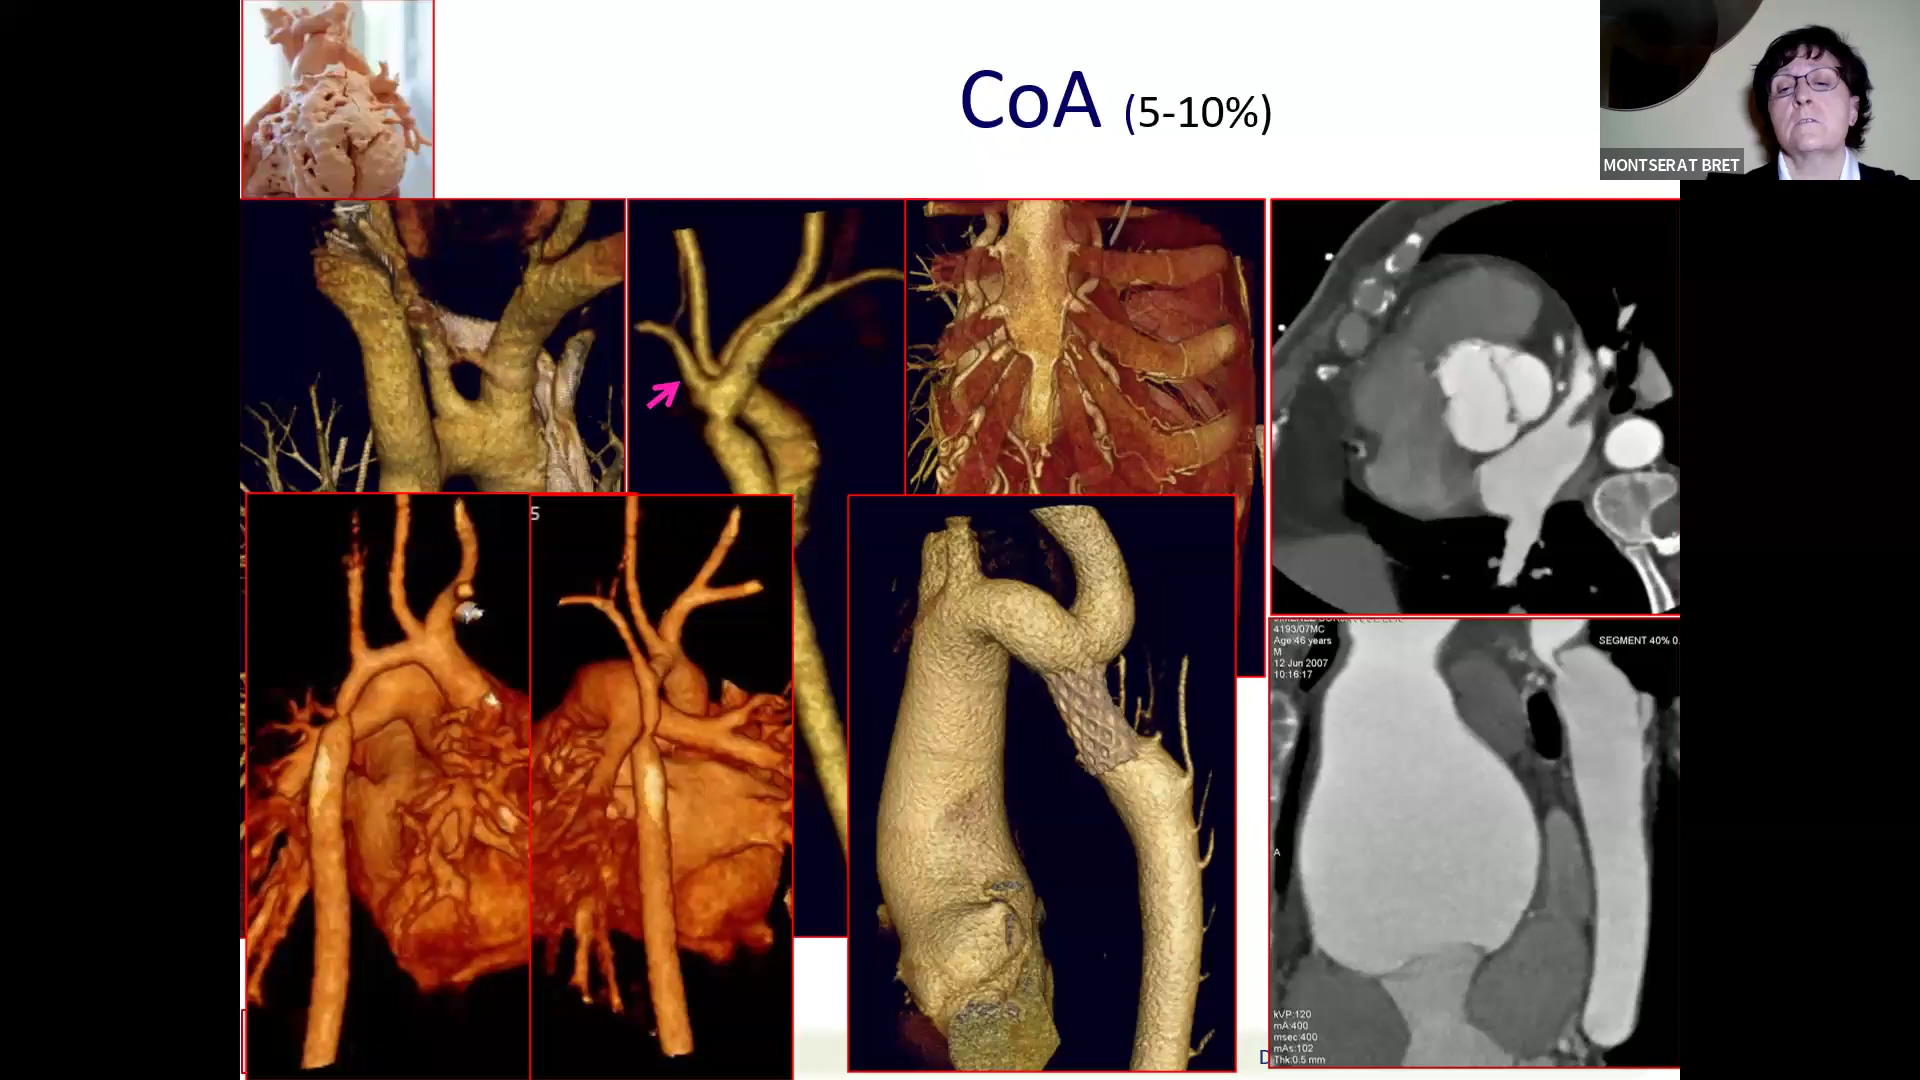 CoA (5-10%)
MONTSERAT BRET
5
4193/07MC
Age:46 years
M
12 Jun 2007
10:16:17
SEGMENT 40% 0.
A
kVP:120
mA:400
msec:400
mAs:102
Thk:0.5 mm
D